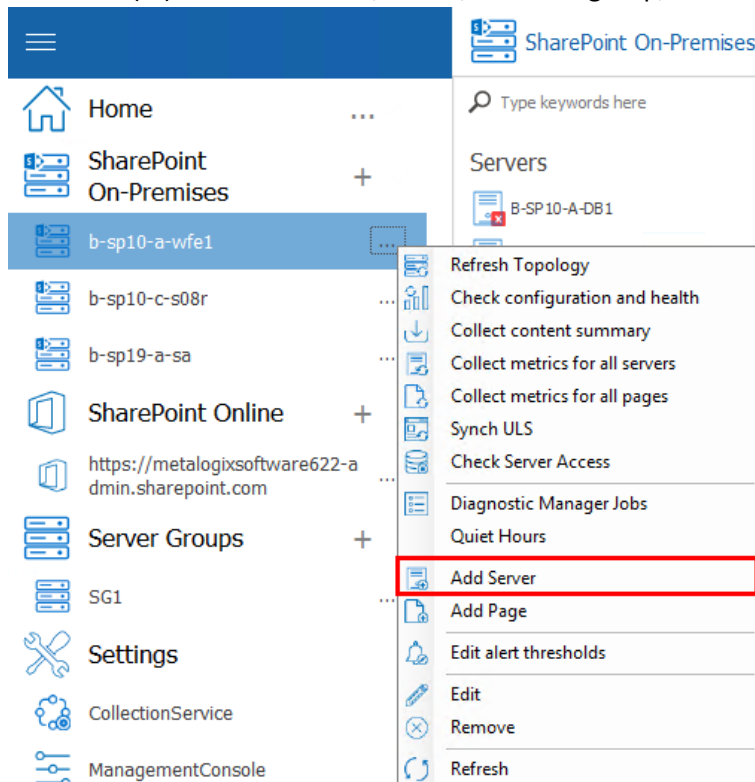 SharePoint On-Premises
Home ...
Type keywords here
SharePoint
On-Premises +
Servers
B-SP10-A-DB1
b-sp10-a-wfe1 ...
b-sp10-c-s08r ...
b-sp19-a-sa ...
SharePoint Online +
https://metalogixsoftware622-a
dmin.sharepoint.com ...
Server Groups +
SG1 ...
Settings
CollectionService
ManagementConsole
Refresh Topology
Check configuration and health
Collect content summary
Collect metrics for all servers
Collect metrics for all pages
Synch ULS
Check Server Access
Diagnostic Manager Jobs
Quiet Hours
Add Server
Add Page
Edit alert thresholds
Edit
Remove
Refresh